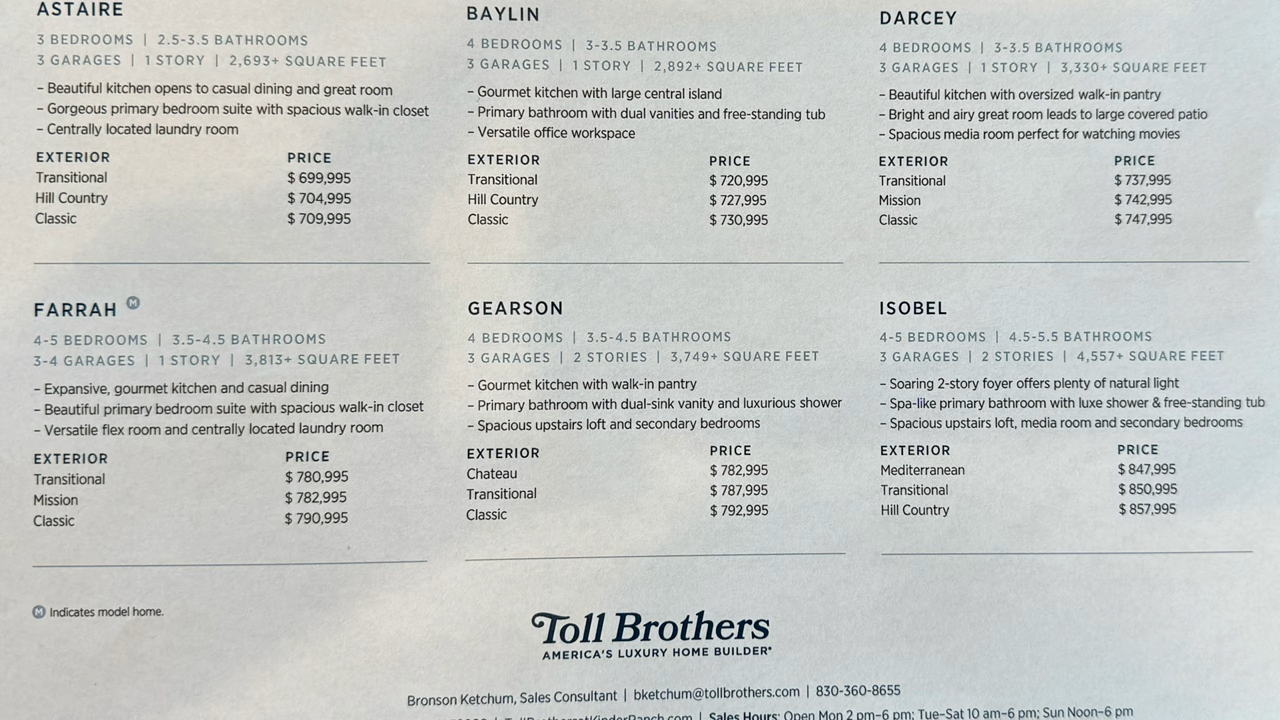 ASTAIRE
3 BEDROOMS | 2.5-3.5 BATHROOMS
3 GARAGES | 1 STORY | 2,693+ SQUARE FEET
– Beautiful kitchen opens to casual dining and great room
– Gorgeous primary bedroom suite with spacious walk-in closet
– Centrally located laundry room
EXTERIOR PRICE
Transitional $ 699,995
Hill Country $ 704,995
Classic $ 709,995
BAYLIN
4 BEDROOMS | 3-3.5 BATHROOMS
3 GARAGES | 1 STORY | 2,892+ SQUARE FEET
– Gourmet kitchen with large central island
– Primary bathroom with dual vanities and free-standing tub
– Versatile office workspace
EXTERIOR PRICE
Transitional $ 720,995
Hill Country $ 727,995
Classic $ 730,995
DARCEY
4 BEDROOMS | 3-3.5 BATHROOMS
3 GARAGES | 1 STORY | 3,330+ SQUARE FEET
– Beautiful kitchen with oversized walk-in pantry
– Bright and airy great room leads to large covered patio
– Spacious media room perfect for watching movies
EXTERIOR PRICE
Transitional $ 737,995
Mission $ 742,995
Classic $ 747,995
FARRAH M
4-5 BEDROOMS | 3.5-4.5 BATHROOMS
3-4 GARAGES | 1 STORY | 3,813+ SQUARE FEET
– Expansive, gourmet kitchen and casual dining
– Beautiful primary bedroom suite with spacious walk-in closet
– Versatile flex room and centrally located laundry room
EXTERIOR PRICE
Transitional $ 780,995
Mission $ 782,995
Classic $ 790,995
GEARSON
4 BEDROOMS | 3.5-4.5 BATHROOMS
3 GARAGES | 2 STORIES | 3,749+ SQUARE FEET
– Gourmet kitchen with walk-in pantry
– Primary bathroom with dual-sink vanity and luxurious shower
– Spacious upstairs loft and secondary bedrooms
EXTERIOR PRICE
Chateau $ 782,995
Transitional $ 787,995
Classic $ 792,995
ISOBEL
4-5 BEDROOMS | 4.5-5.5 BATHROOMS
3 GARAGES | 2 STORIES | 4,557+ SQUARE FEET
– Soaring 2-story foyer offers plenty of natural light
– Spa-like primary bathroom with luxe shower & free-standing tub
– Spacious upstairs loft, media room and secondary bedrooms
EXTERIOR PRICE
Mediterranean $ 847,995
Transitional $ 850,995
Hill Country $ 857,995
M Indicates model home.
Toll Brothers
AMERICA'S LUXURY HOME BUILDER®
Bronson Ketchum, Sales Consultant | bketchum@tollbrothers.com | 830-360-8655
| TollBrothersatKinderRanch.com | Sales Hours: Open Mon 2 pm–6 pm; Tue–Sat 10 am–6 pm; Sun Noon–6 pm